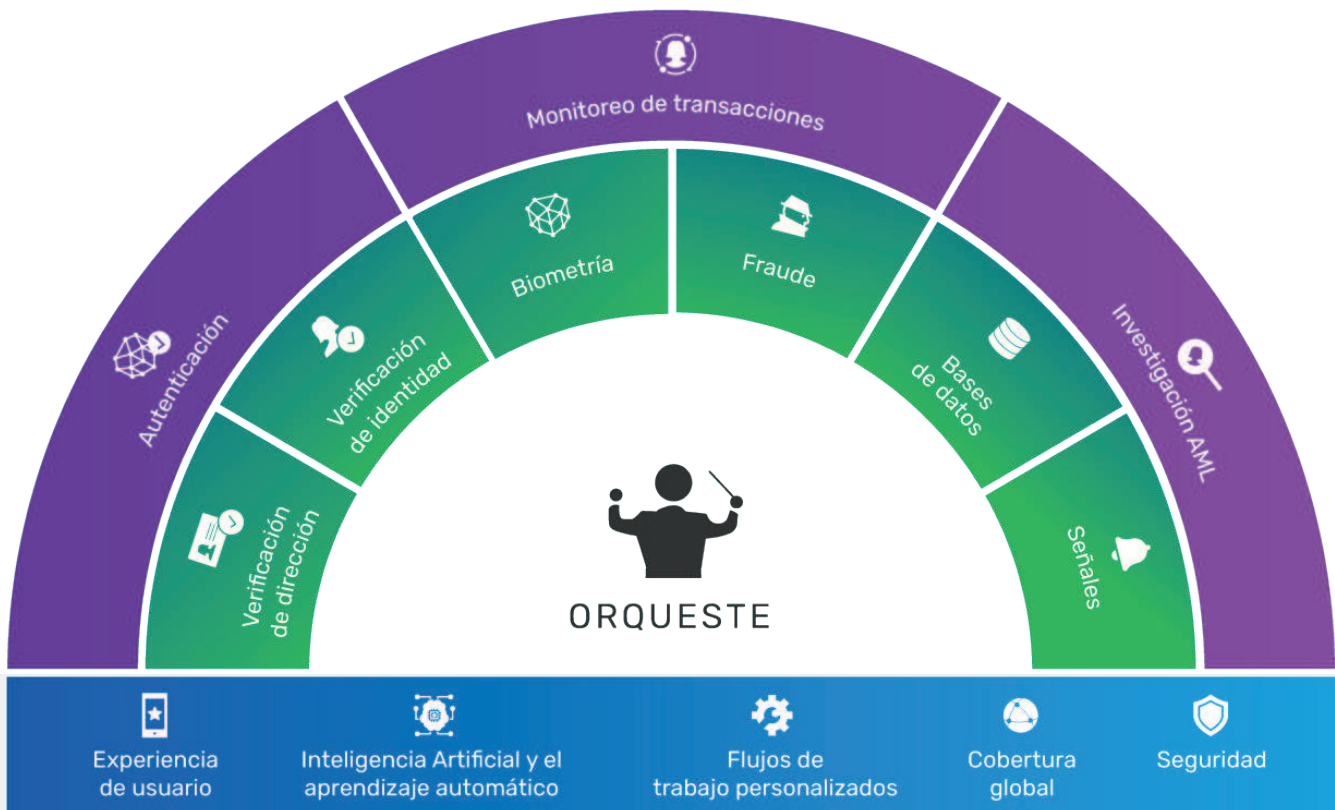 Monitoreo de transacciones
Autenticación
Investigación AML
Verificación
de dirección
Verificación
de identidad
Biometría
Fraude
Bases
de datos
Señales
ORQUESTE
Experiencia
de usuario
Inteligencia Artificial y el
aprendizaje automático
Flujos de
trabajo personalizados
Cobertura
global
Seguridad